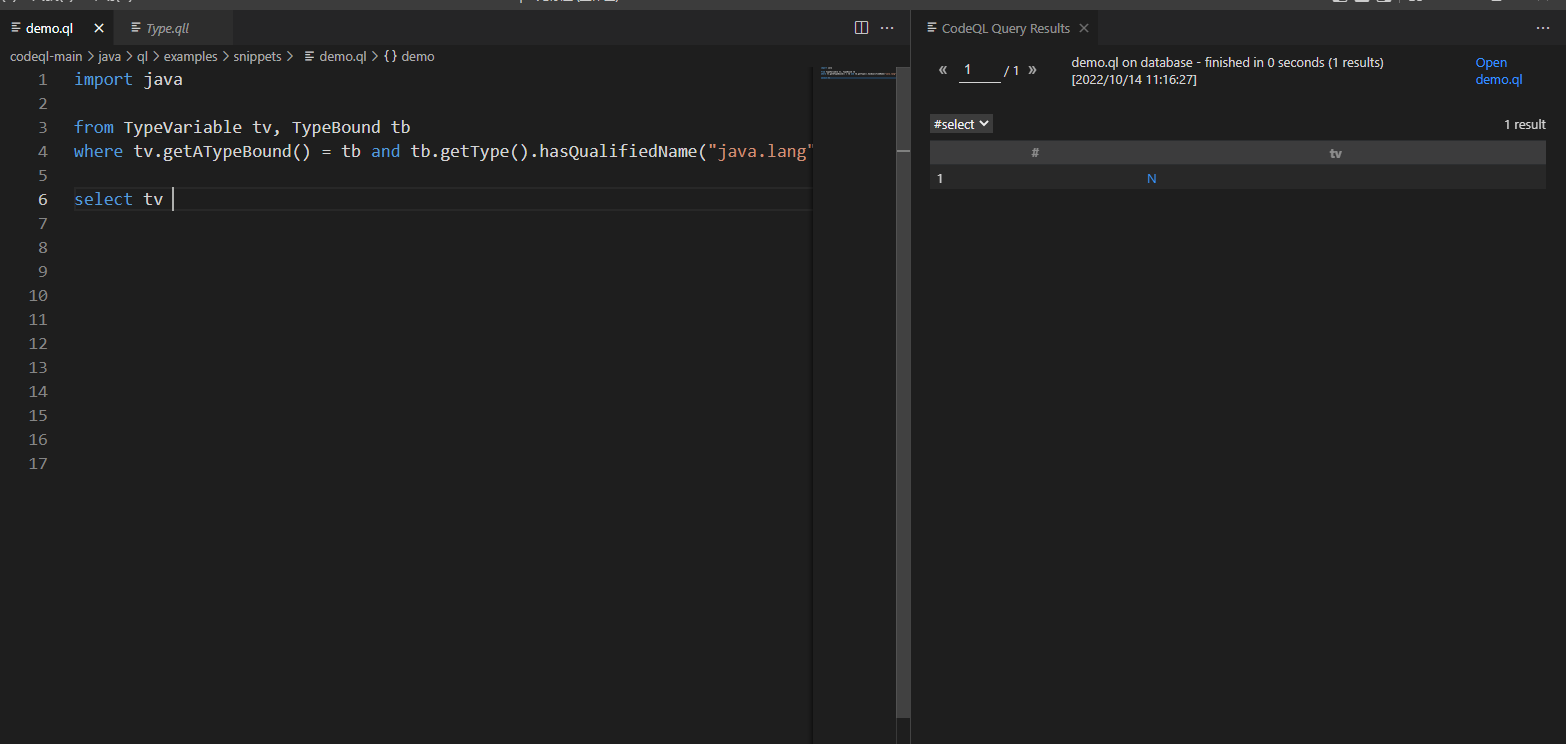 demo.ql
Type.qll
codeql-main > java > ql > examples > snippets > demo.ql > {} demo
1 import java
2
3 from TypeVariable tv, TypeBound tb
4 where tv.getATypeBound() = tb and tb.getType().hasQualifiedName("java.lang"
5
6 select tv
7
8
9
10
11
12
13
14
15
16
17
CodeQL Query Results
« 1 / 1 »
demo.ql on database - finished in 0 seconds (1 results)
[2022/10/14 11:16:27]
Open
demo.ql
#select
1 result
# tv
1 N